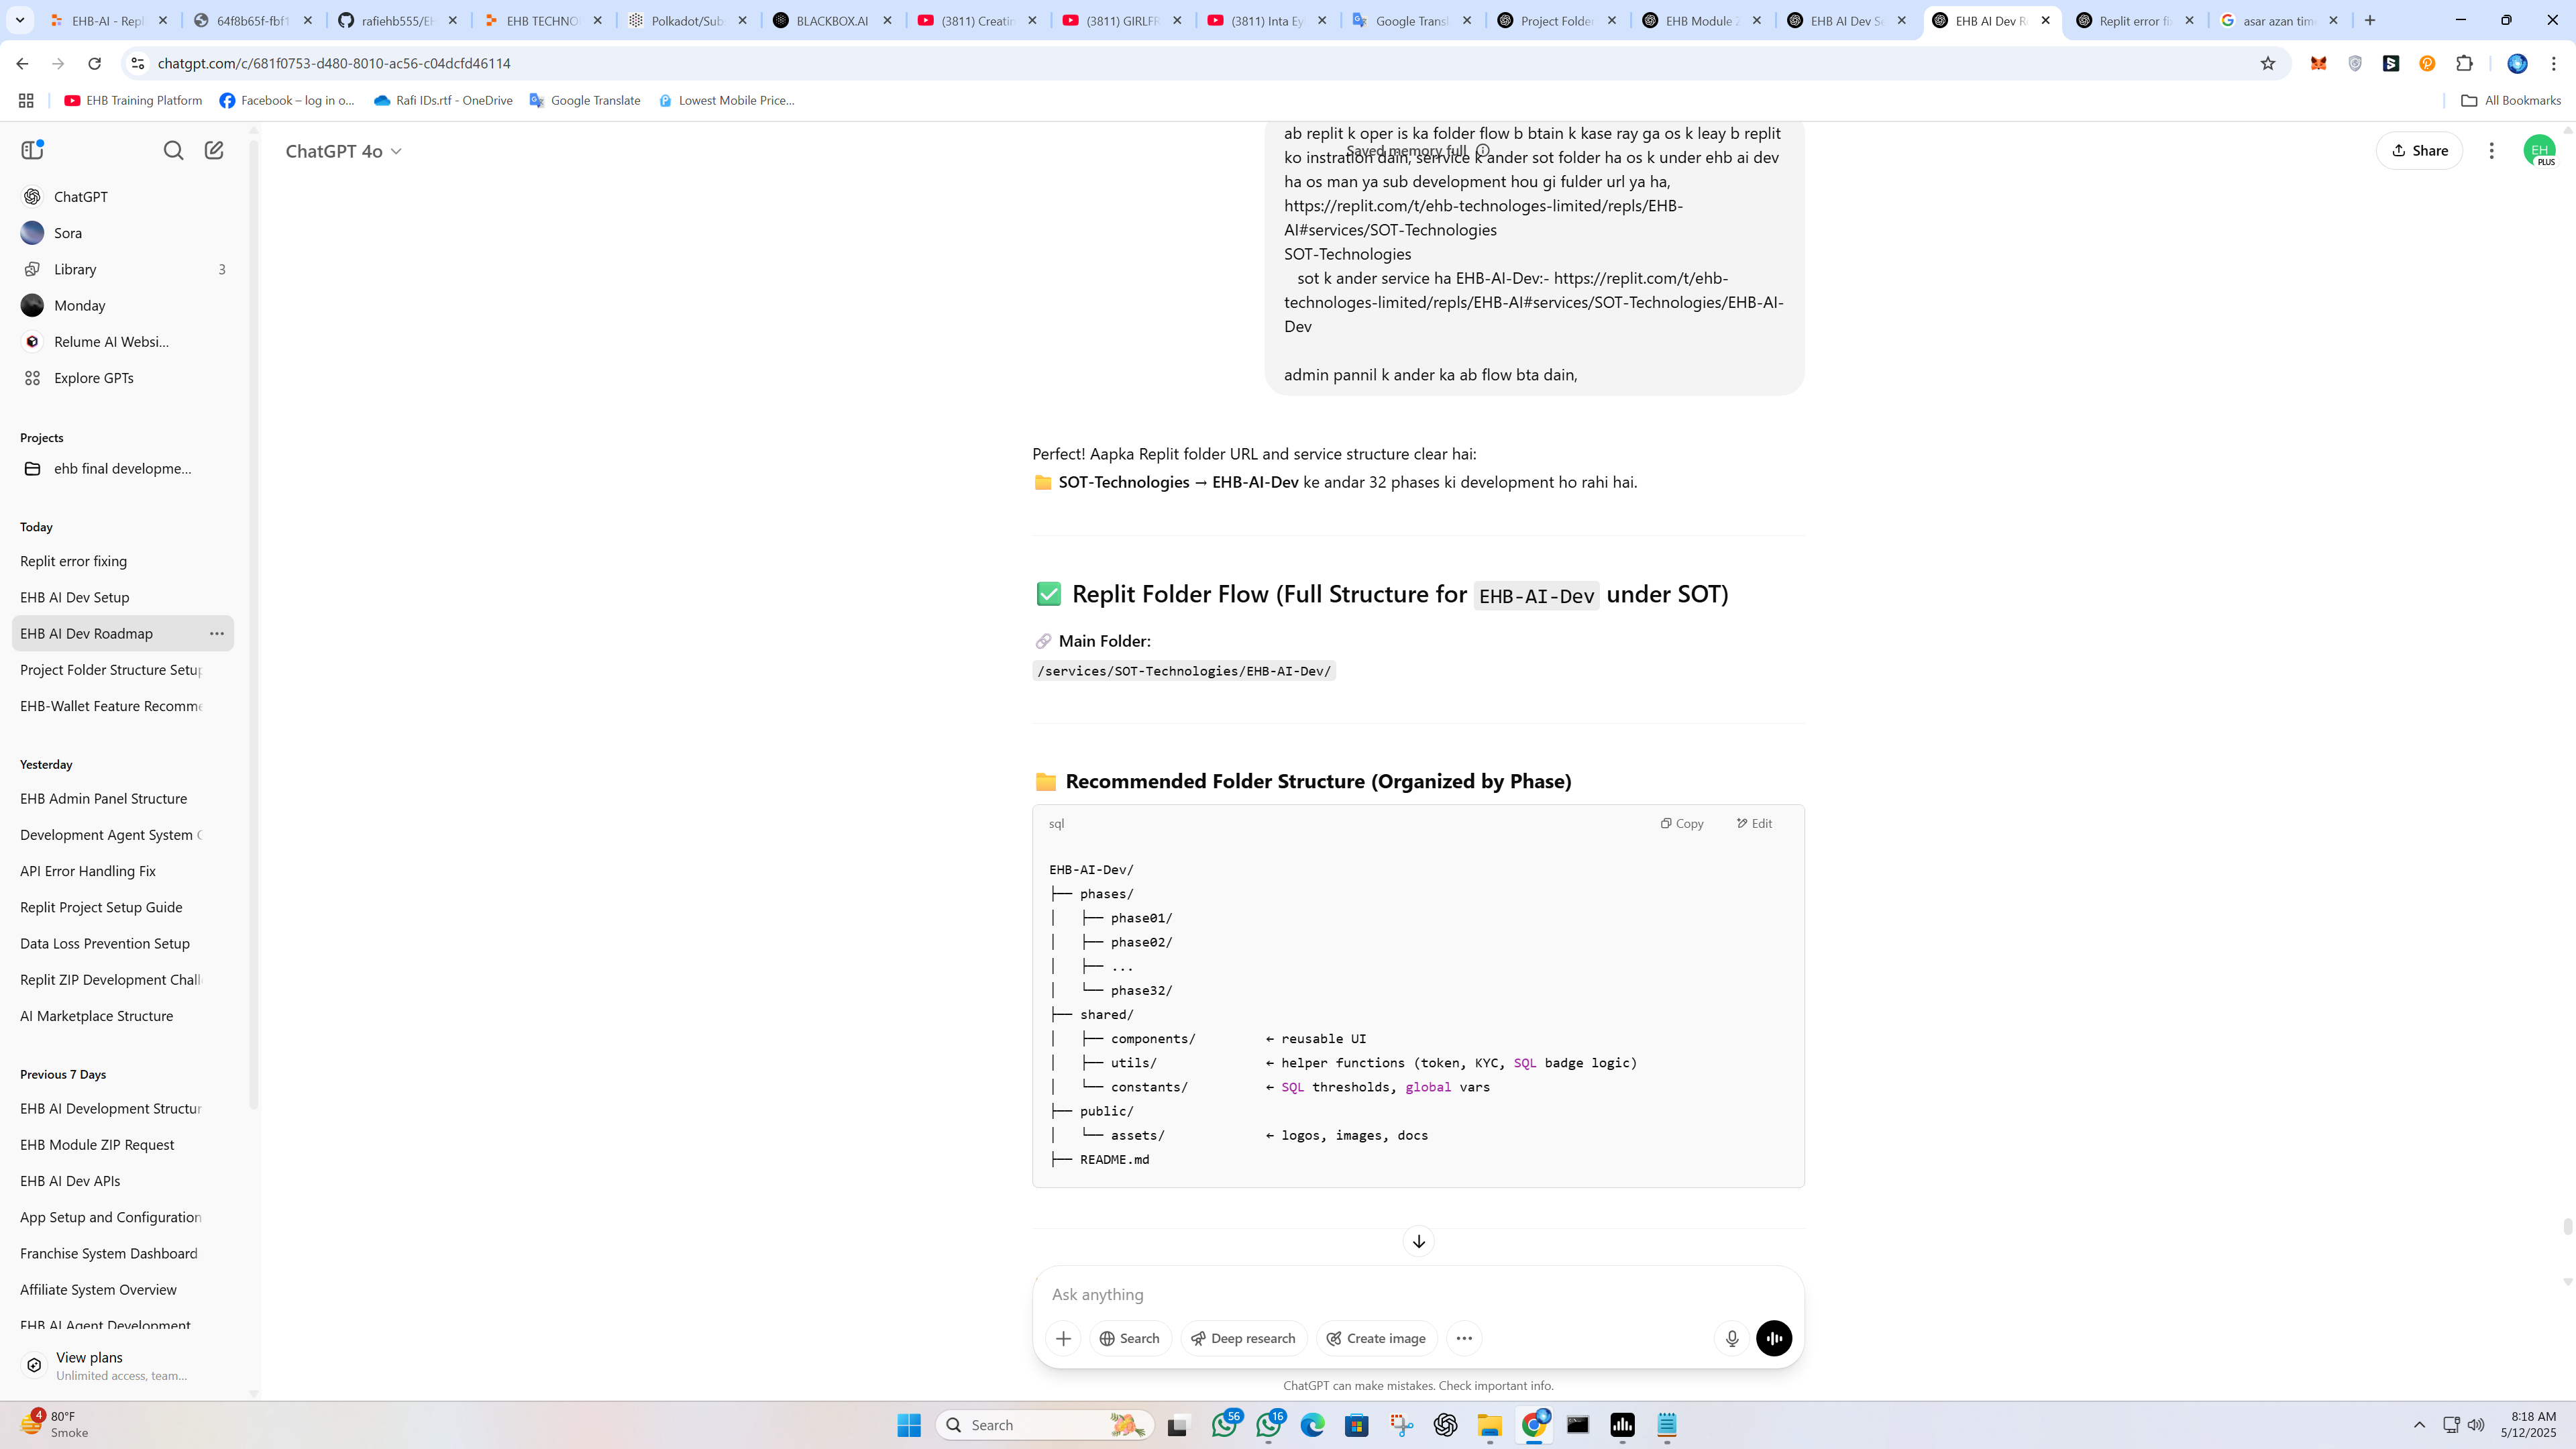 EHB-AI - Repl
64f8b65f-fbf1
rafiehb555/EH
EHB TECHNOL
Polkadot/Sub
BLACKBOX.AI
(3811) Creatin
(3811) GIRLFR
(3811) Inta Ey
Google Transl
Project Folder
EHB Module Z
EHB AI Dev Se
EHB AI Dev Ro
Replit error fix
asar azan time
chatgpt.com/c/681f0753-d480-8010-ac56-c04dcfd46114
EHB Training Platform
Facebook – log in o...
Rafi IDs.rtf - OneDrive
Google Translate
Lowest Mobile Price...
All Bookmarks
ChatGPT
Sora
Library 3
Monday
Relume AI Websi...
Explore GPTs
Projects
ehb final developme...
Today
Replit error fixing
EHB AI Dev Setup
EHB AI Dev Roadmap
Project Folder Structure Setup
EHB-Wallet Feature Recomme
Yesterday
EHB Admin Panel Structure
Development Agent System
API Error Handling Fix
Replit Project Setup Guide
Data Loss Prevention Setup
Replit ZIP Development Challe
AI Marketplace Structure
Previous 7 Days
EHB AI Development Structur
EHB Module ZIP Request
EHB AI Dev APIs
App Setup and Configuration
Franchise System Dashboard
Affiliate System Overview
EHB AI Agent Development
View plans
Unlimited access, team...
ChatGPT 4o
Saved memory full
Share
EH
PLUS
ab replit k oper is ka folder flow b btain k kase ray ga os k leay b replit
ko instration dain, service k ander sot folder ha os k under ehb ai dev
ha os man ya sub development hou gi fulder url ya ha,
https://replit.com/t/ehb-technologes-limited/repls/EHB-
AI#services/SOT-Technologies
SOT-Technologies
sot k ander service ha EHB-AI-Dev:- https://replit.com/t/ehb-
technologes-limited/repls/EHB-AI#services/SOT-Technologies/EHB-AI-
Dev
admin pannil k ander ka ab flow bta dain,
Perfect! Aapka Replit folder URL and service structure clear hai:
📁 SOT-Technologies → EHB-AI-Dev ke andar 32 phases ki development ho rahi hai.
✅ Replit Folder Flow (Full Structure for EHB-AI-Dev under SOT)
🔗 Main Folder:
/services/SOT-Technologies/EHB-AI-Dev/
📁 Recommended Folder Structure (Organized by Phase)
sql
Copy
Edit
EHB-AI-Dev/
├── phases/
│   ├── phase01/
│   ├── phase02/
│   ├── ...
│   └── phase32/
├── shared/
│   ├── components/         ← reusable UI
│   ├── utils/              ← helper functions (token, KYC, SQL badge logic)
│   └── constants/          ← SQL thresholds, global vars
├── public/
│   └── assets/             ← logos, images, docs
├── README.md
Ask anything
Search
Deep research
Create image
ChatGPT can make mistakes. Check important info.
4
80°F
Smoke
Search
56
16
8:18 AM
5/12/2025